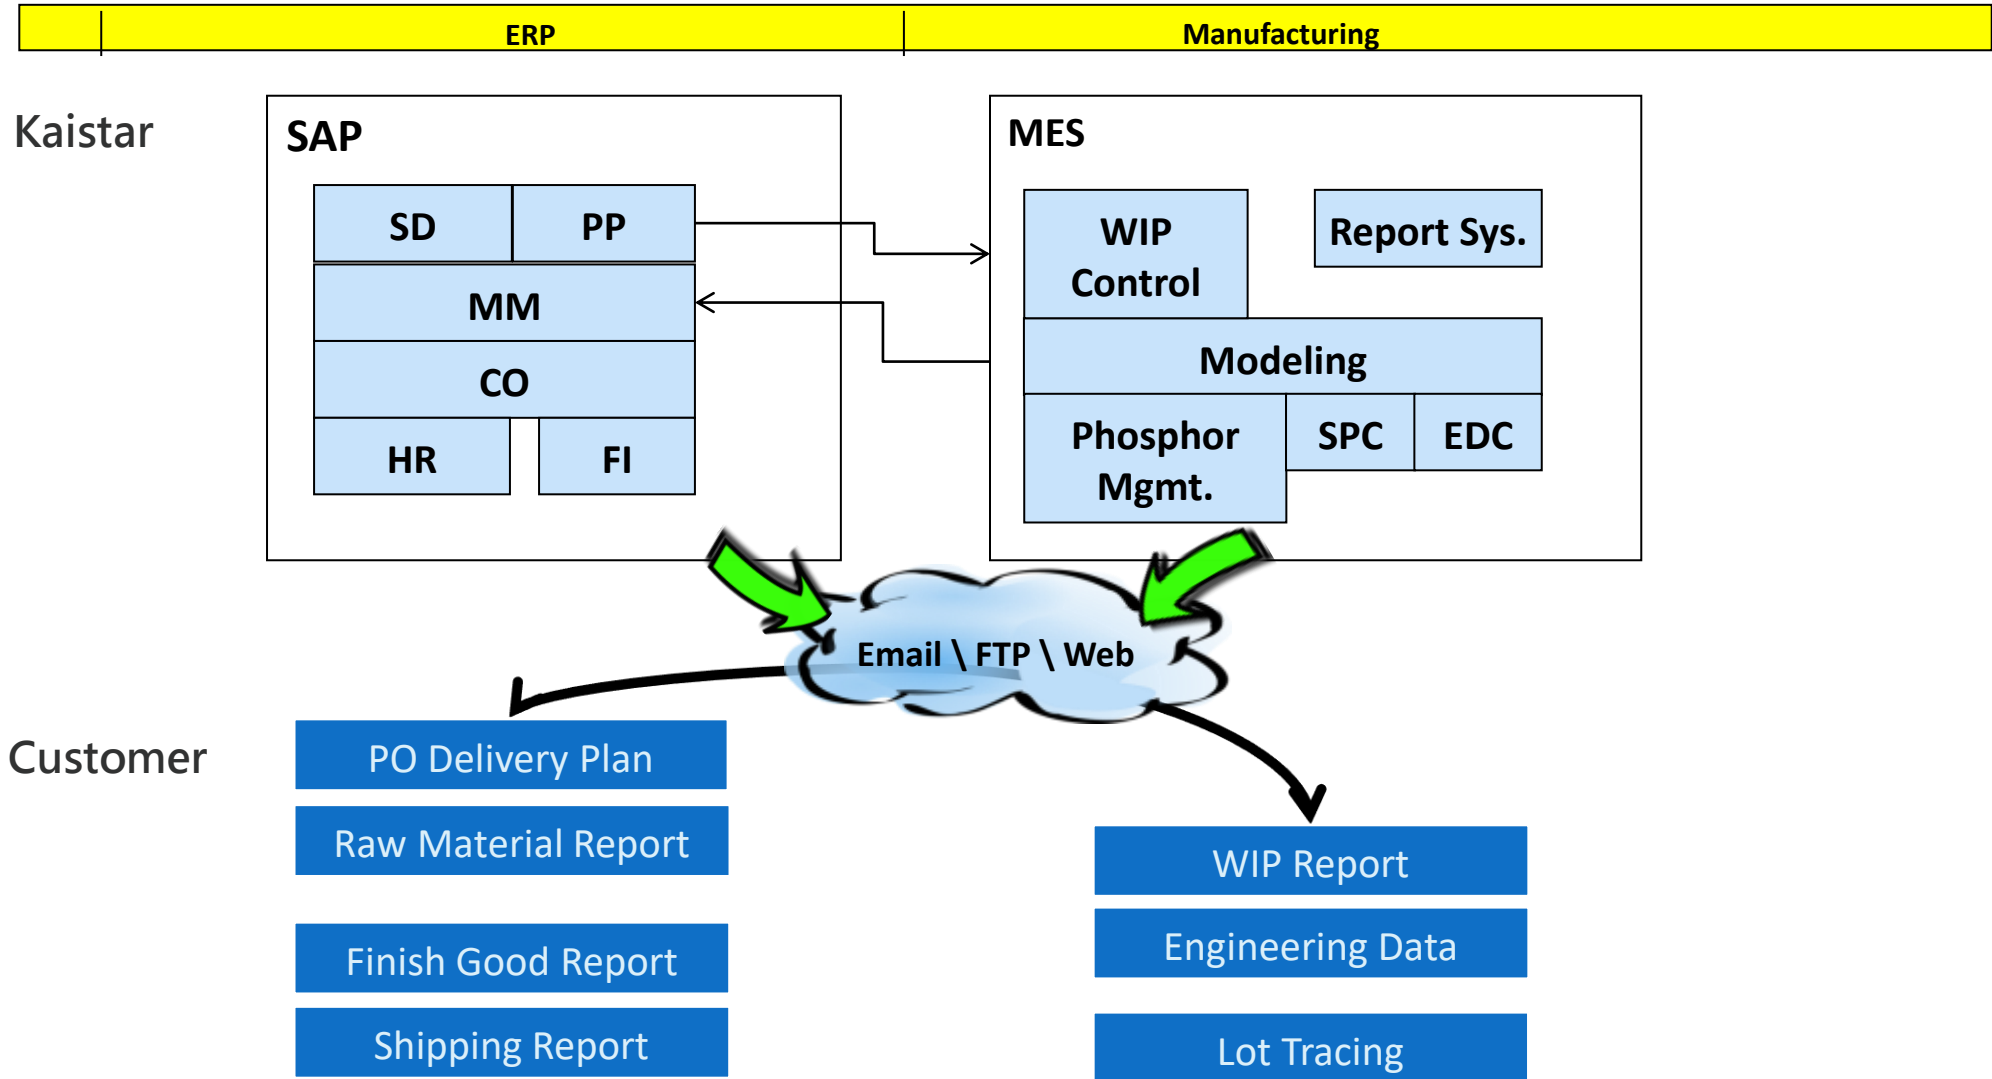 ERP
Manufacturing
Kaistar
SAP
SD
PP
MM
CO
HR
FI
MES
WIP
Control
Report Sys.
Modeling
Phosphor
Mgmt.
SPC
EDC
Email \ FTP \ Web
Customer
PO Delivery Plan
Raw Material Report
Finish Good Report
Shipping Report
WIP Report
Engineering Data
Lot Tracing